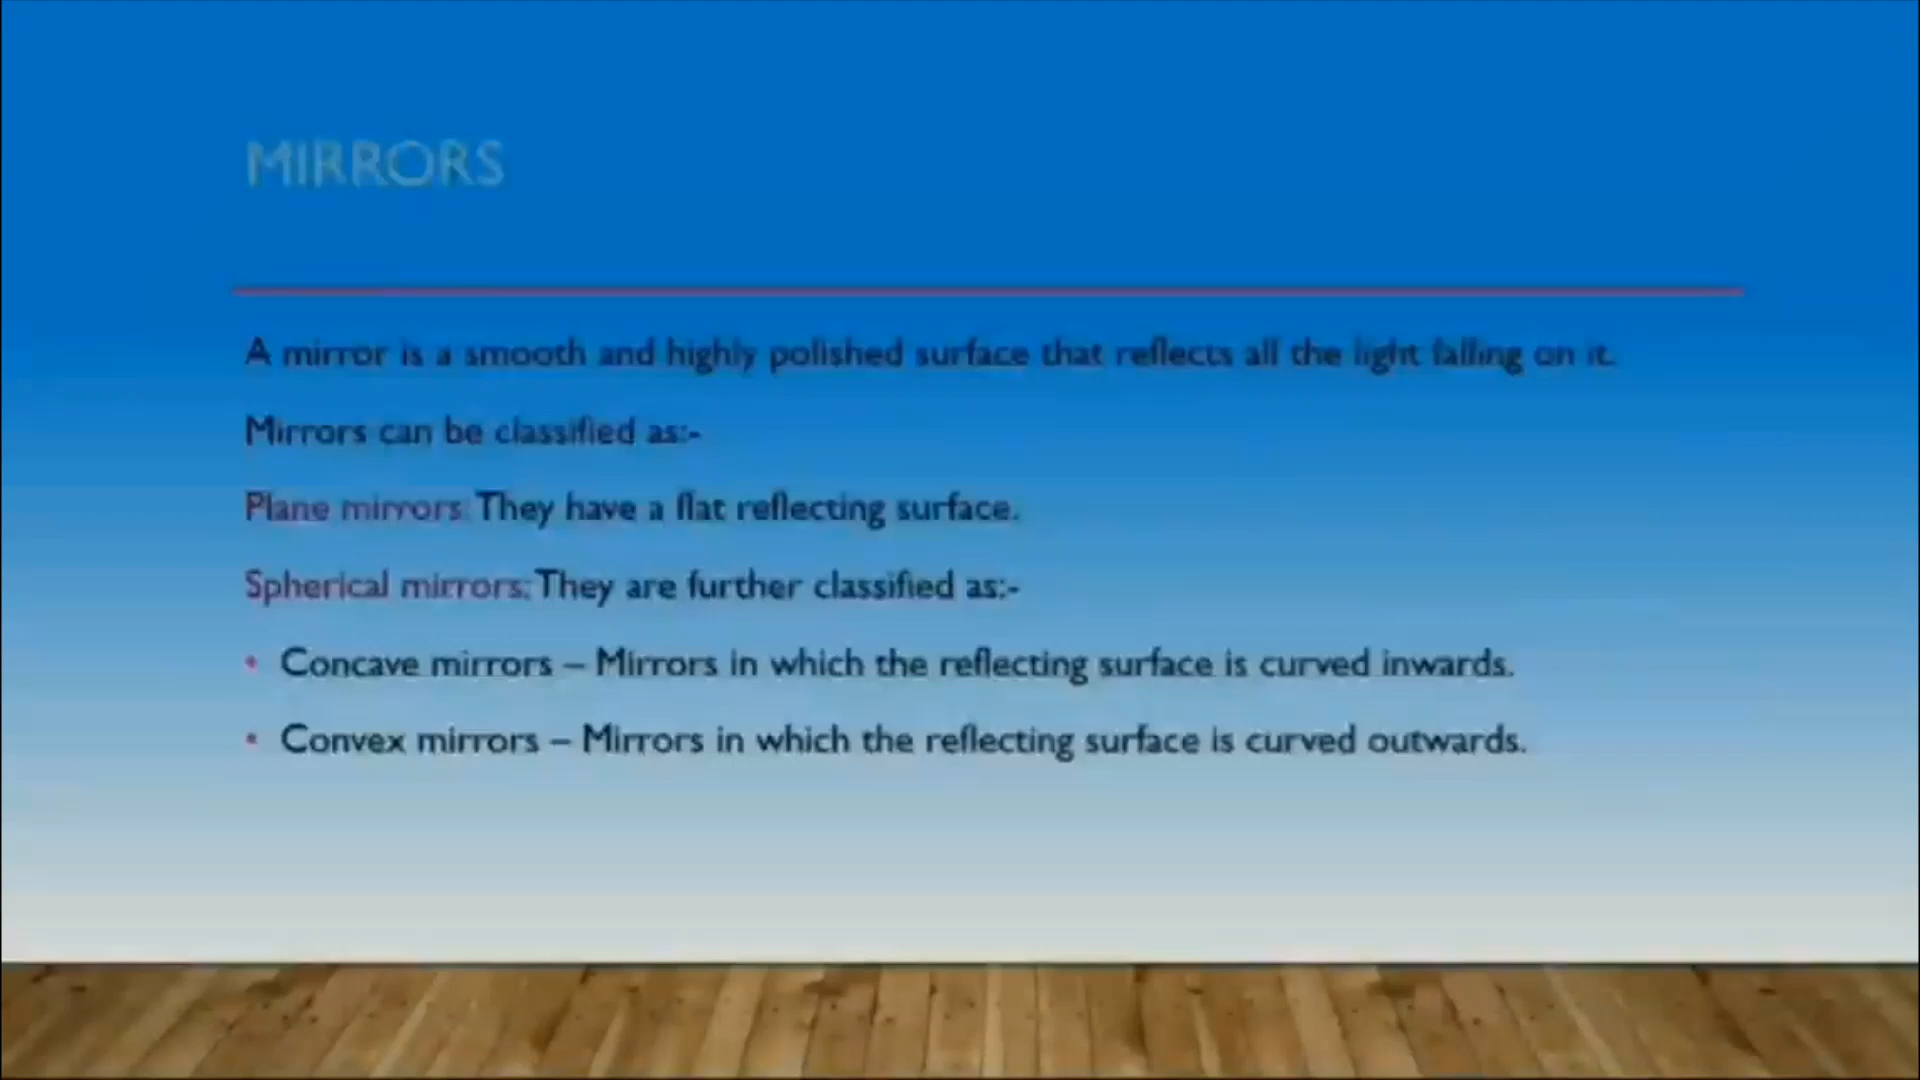 MIRRORS
A mirror is a smooth and highly polished surface that reflects all the light falling on it.
Mirrors can be classified as:-
Plane mirrors: They have a flat reflecting surface.
Spherical mirrors: They are further classified as:-
• Concave mirrors – Mirrors in which the reflecting surface is curved inwards.
• Convex mirrors – Mirrors in which the reflecting surface is curved outwards.